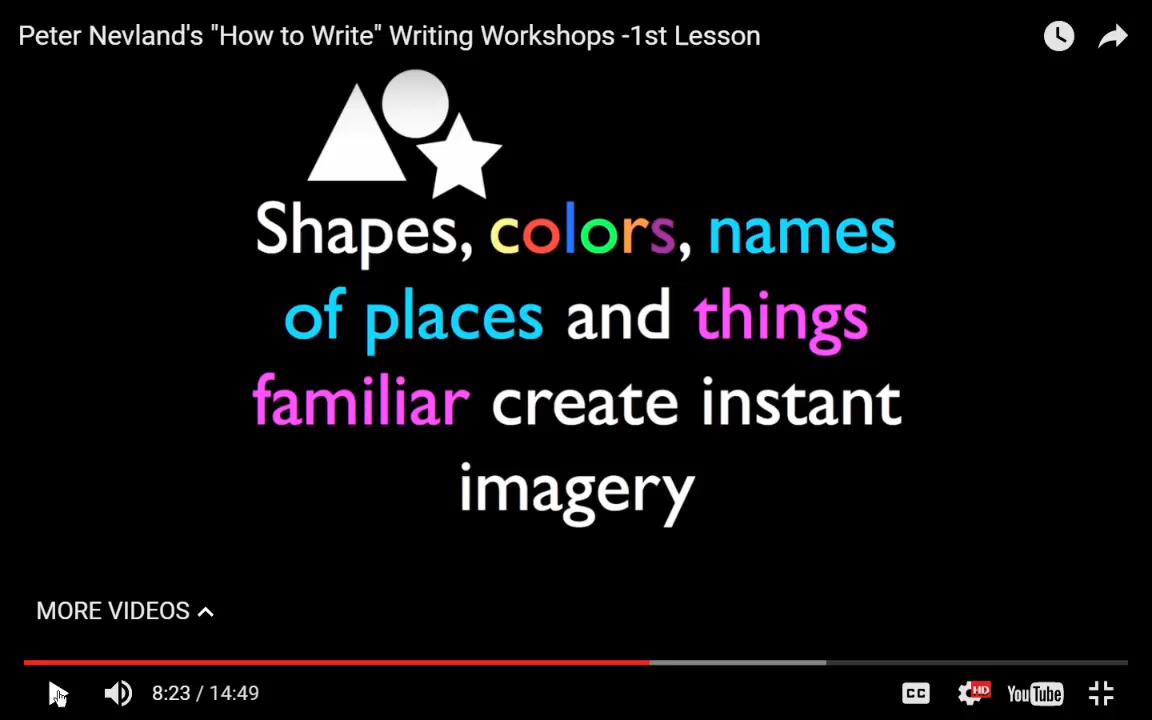 Peter Nevland's "How to Write" Writing Workshops -1st Lesson
Shapes, colors, names
of places and things
familiar create instant
imagery
MORE VIDEOS
8:23 / 14:49
CC
HD
YouTube